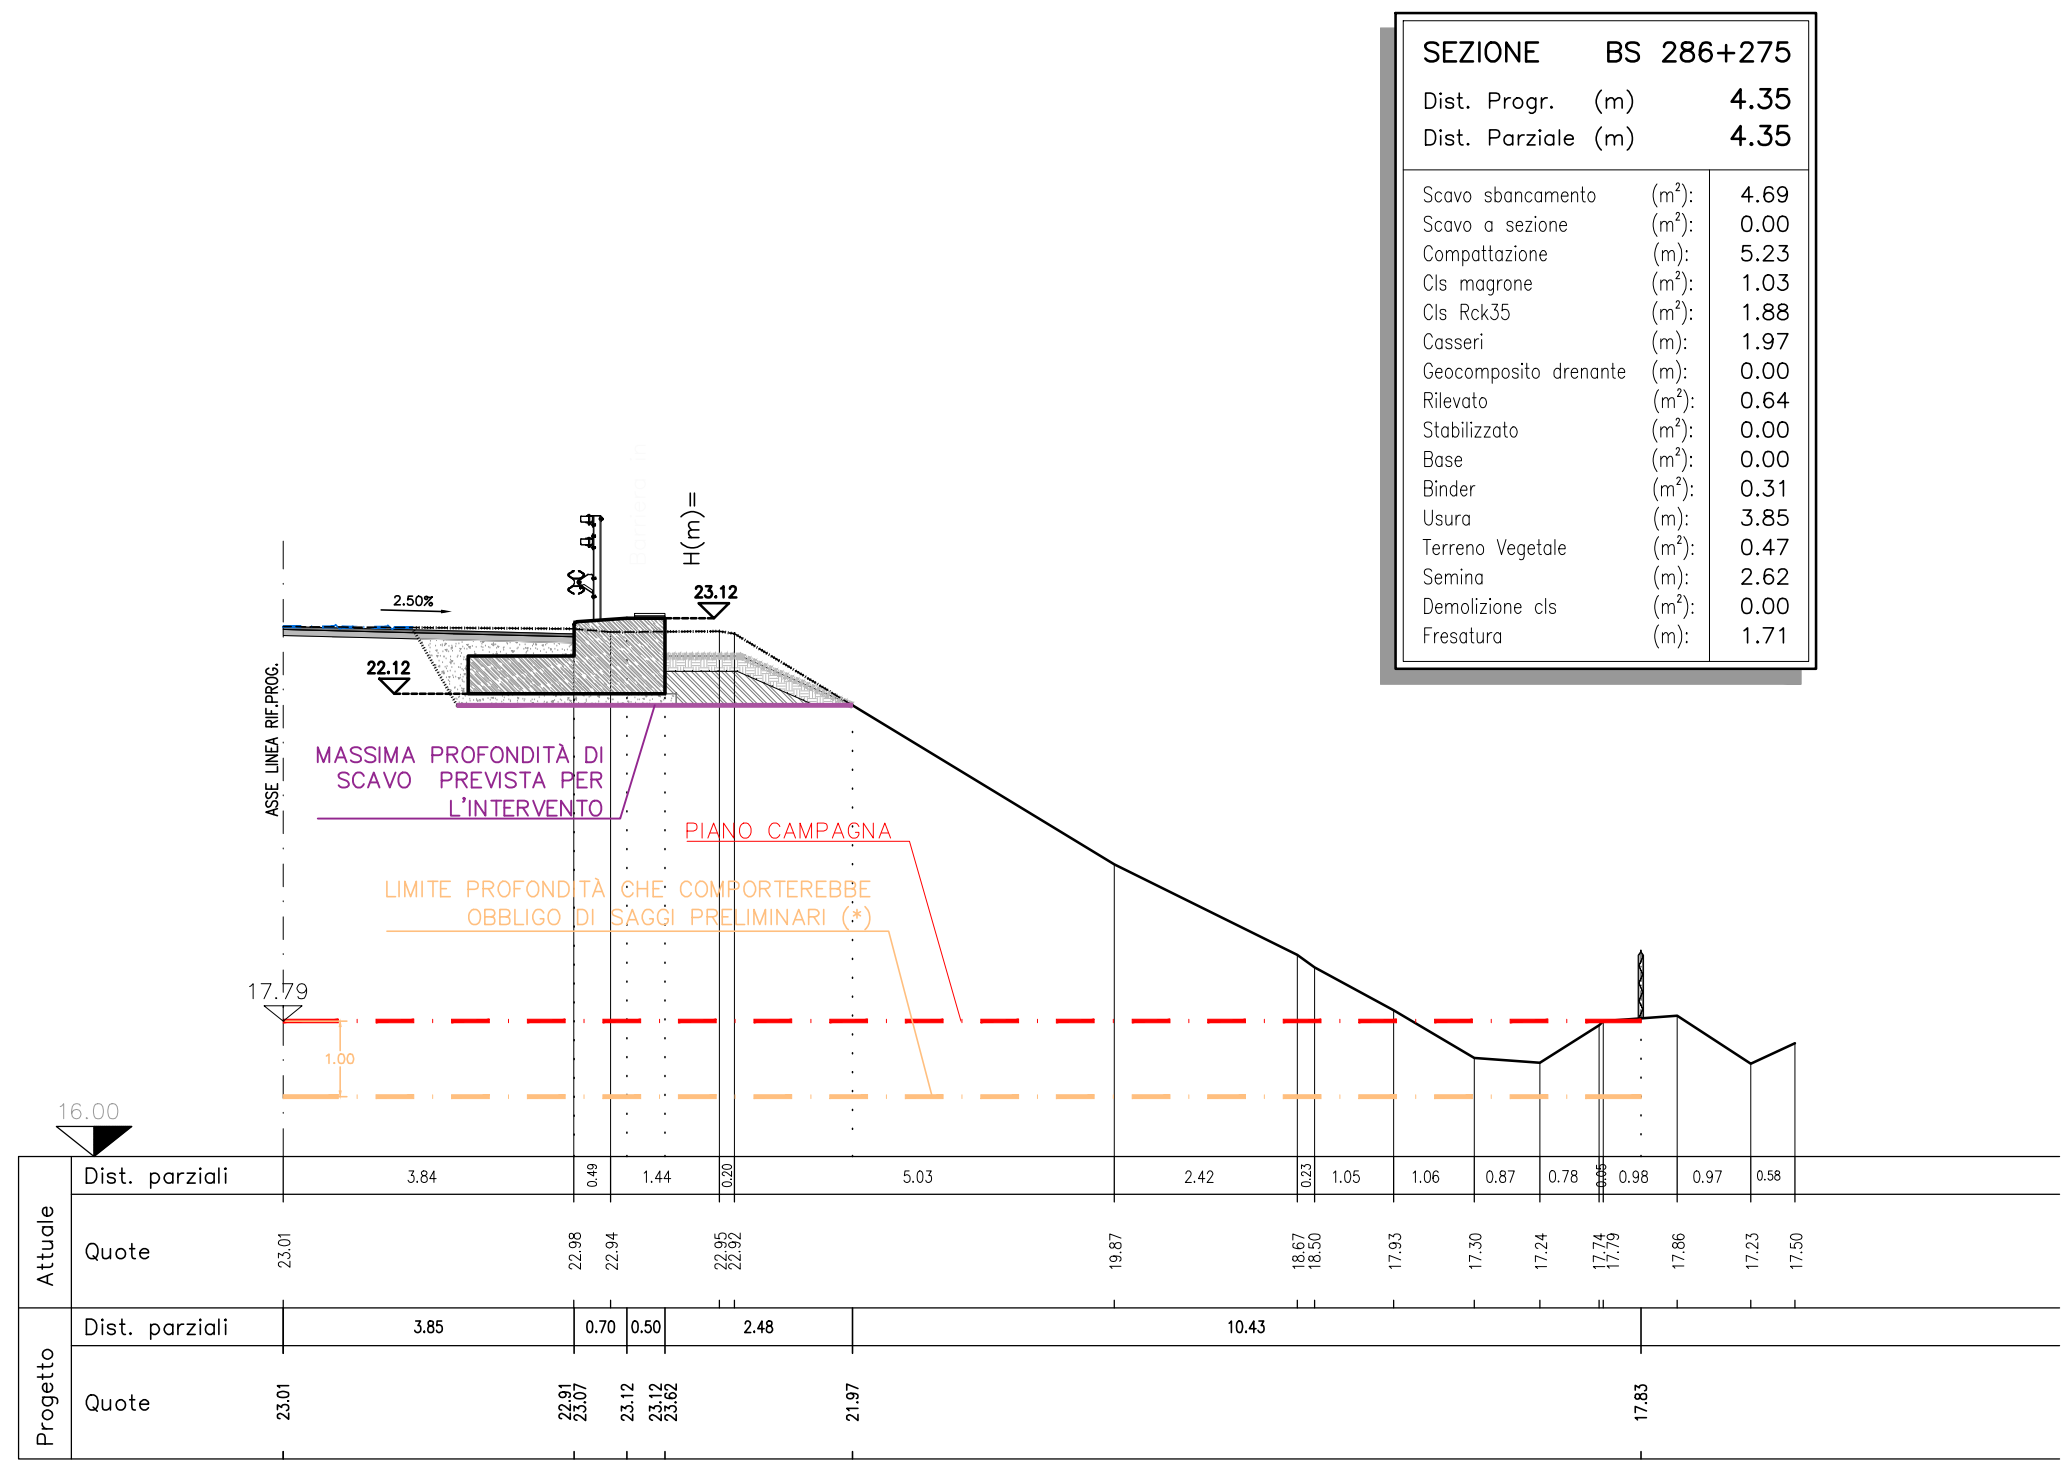 SEZIONE BS 286+275
Dist. Progr. (m) 4.35
Dist. Parziale (m) 4.35
Scavo sbancamento (m²): 4.69
Scavo a sezione (m²): 0.00
Compattazione (m): 5.23
Cls magrone (m²): 1.03
Cls Rck35 (m²): 1.88
Casseri (m): 1.97
Geocomposito drenante (m): 0.00
Rilevato (m²): 0.64
Stabilizzato (m²): 0.00
Base (m²): 0.00
Binder (m²): 0.31
Usura (m): 3.85
Terreno Vegetale (m²): 0.47
Semina (m): 2.62
Demolizione cls (m²): 0.00
Fresatura (m): 1.71
H(m)=
23.12
2.50%
22.12
ASSE LINEA RIF.PROG.
MASSIMA PROFONDITÀ DI
SCAVO PREVISTA PER
L'INTERVENTO
PIANO CAMPAGNA
LIMITE PROFONDITÀ CHE COMPORTEREBBE
OBBLIGO DI SAGGI PRELIMINARI (*)
17.79
1.00
16.00
Attuale
Dist. parziali 3.84 0.49 1.44 0.20 5.03 2.42 0.23 1.05 1.06 0.87 0.78 0.05 0.98 0.97 0.58
Quote 23.01 22.98 22.94 22.95 22.92 19.87 18.67 18.50 17.93 17.30 17.24 17.74 17.79 17.86 17.23 17.50
Progetto
Dist. parziali 3.85 0.70 0.50 2.48 10.43
Quote 23.01 22.91 23.07 23.12 23.12 23.62 21.97 17.83